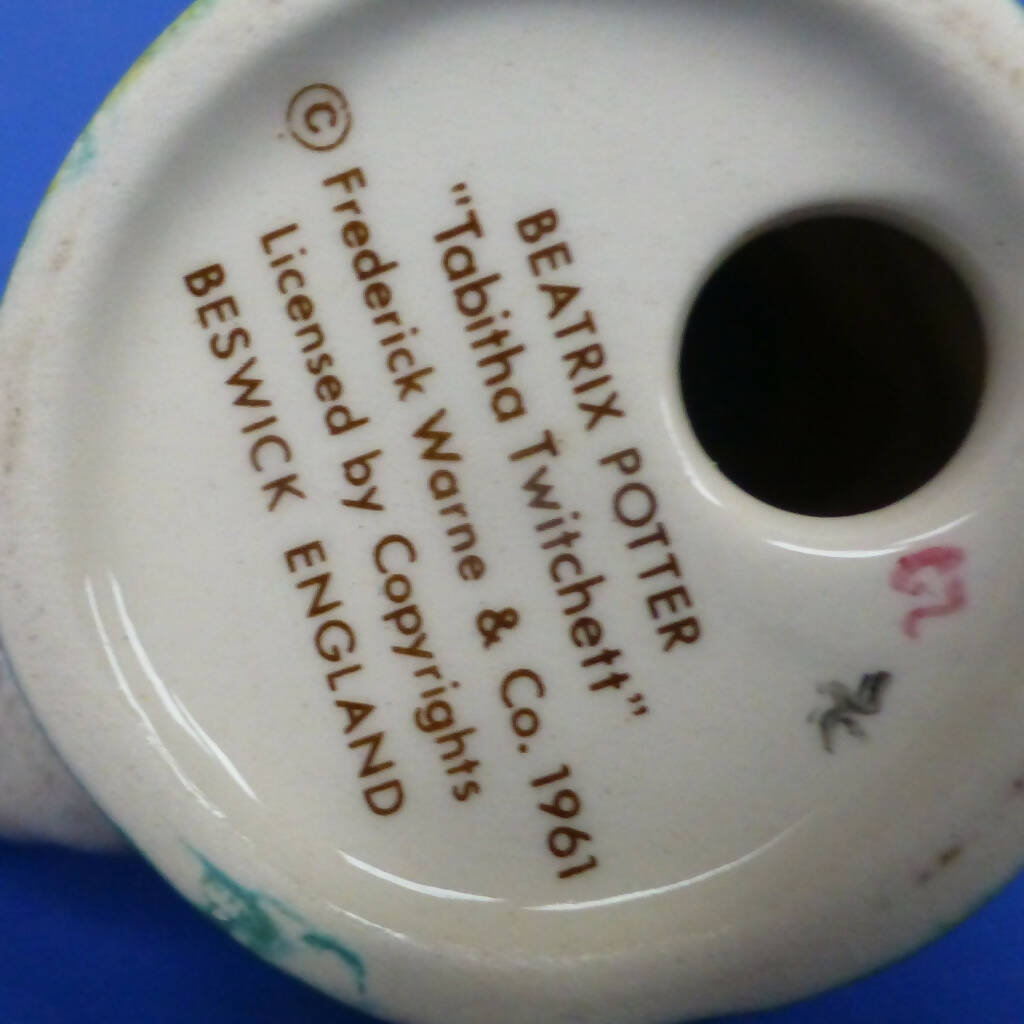 BEATRIX POTTER
"Tabitha Twitchett"
© Frederick Warne & Co. 1961
Licensed by Copyrights
BESWICK ENGLAND